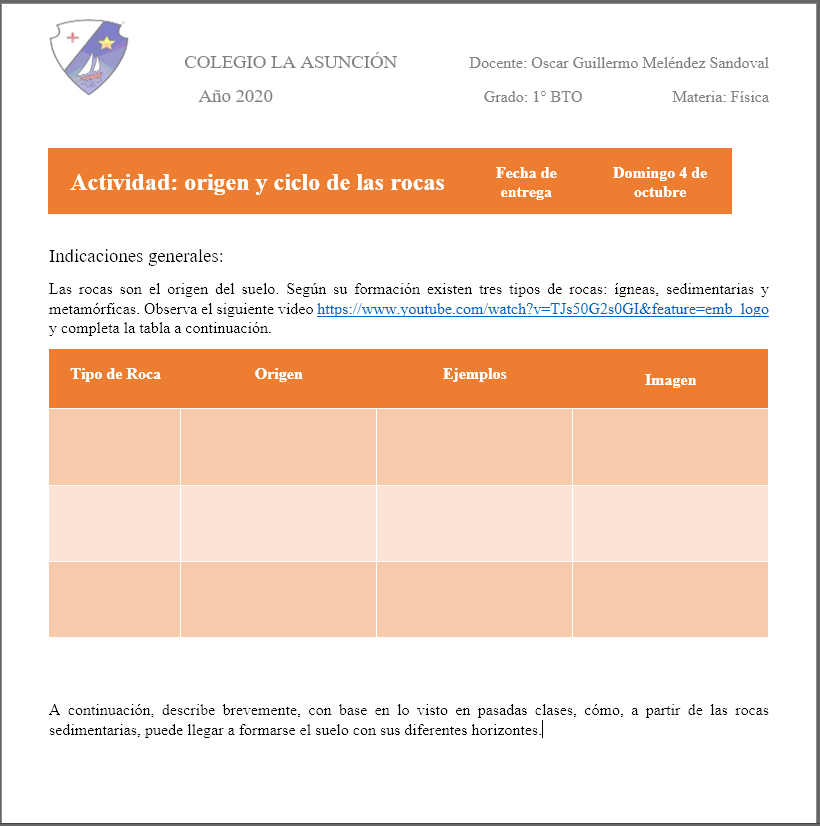 COLEGIO LA ASUNCIÓN
Docente: Oscar Guillermo Meléndez Sandoval
Año 2020
Grado: 1° BTO
Materia: Física
Actividad: origen y ciclo de las rocas
Fecha de
entrega
Domingo 4 de
octubre
Indicaciones generales:
Las rocas son el origen del suelo. Según su formación existen tres tipos de rocas: ígneas, sedimentarias y
metamórficas. Observa el siguiente video https://www.youtube.com/watch?v=TJs50G2s0GI&feature=emb_logo
y completa la tabla a continuación.
Tipo de Roca
Origen
Ejemplos
Imagen
A continuación, describe brevemente, con base en lo visto en pasadas clases, cómo, a partir de las rocas
sedimentarias, puede llegar a formarse el suelo con sus diferentes horizontes.